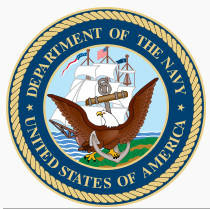 DEPARTMENT OF THE NAVY
UNITED STATES OF AMERICA